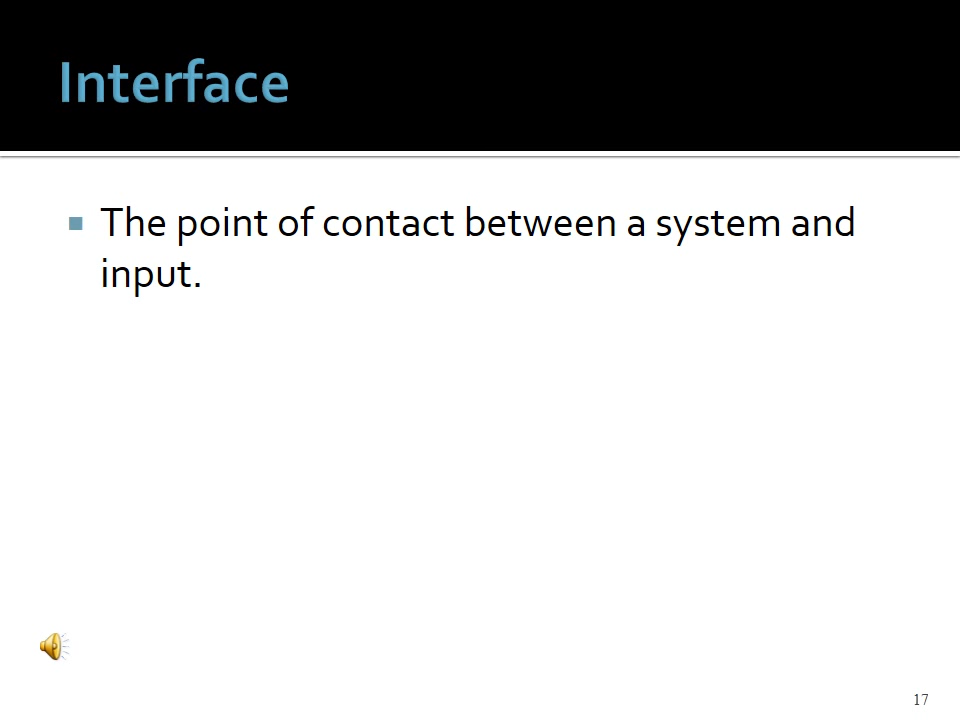 Interface
The point of contact between a system and
input.
17